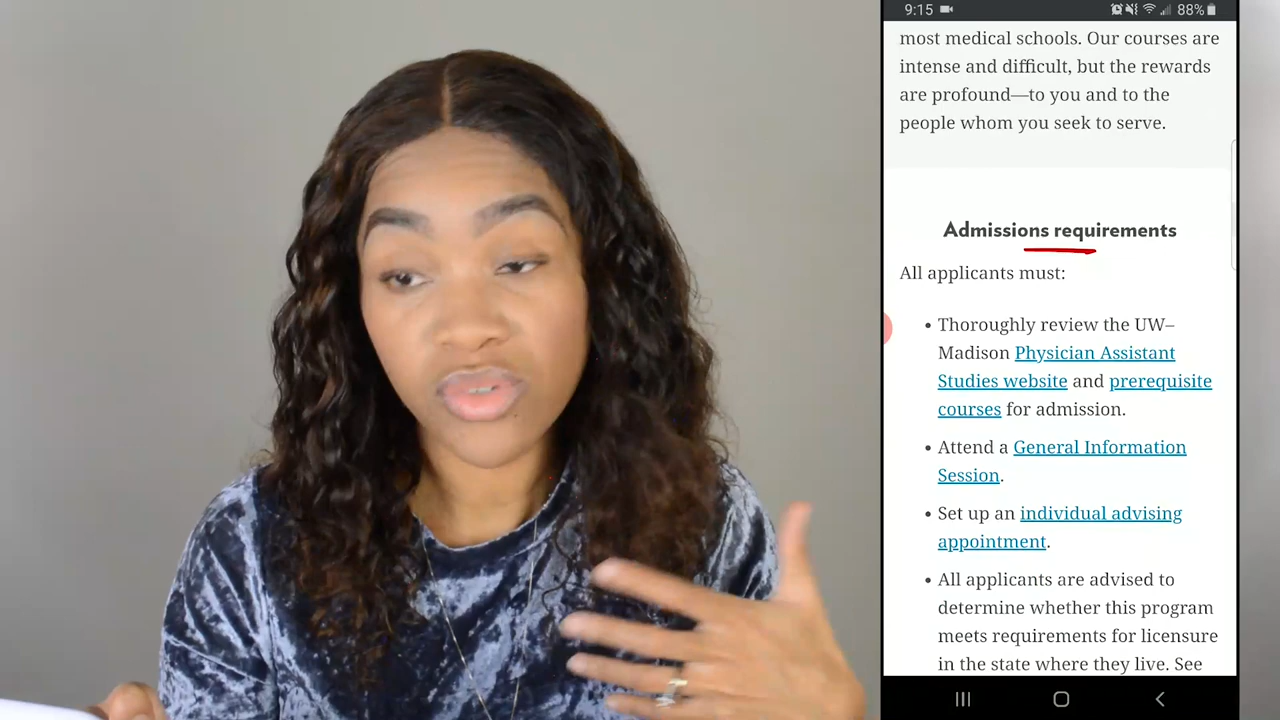 9:15
88%
most medical schools. Our courses are
intense and difficult, but the rewards
are profound—to you and to the
people whom you seek to serve.
Admissions requirements
All applicants must:
• Thoroughly review the UW–
Madison Physician Assistant
Studies website and prerequisite
courses for admission.
• Attend a General Information
Session.
• Set up an individual advising
appointment.
• All applicants are advised to
determine whether this program
meets requirements for licensure
in the state where they live. See